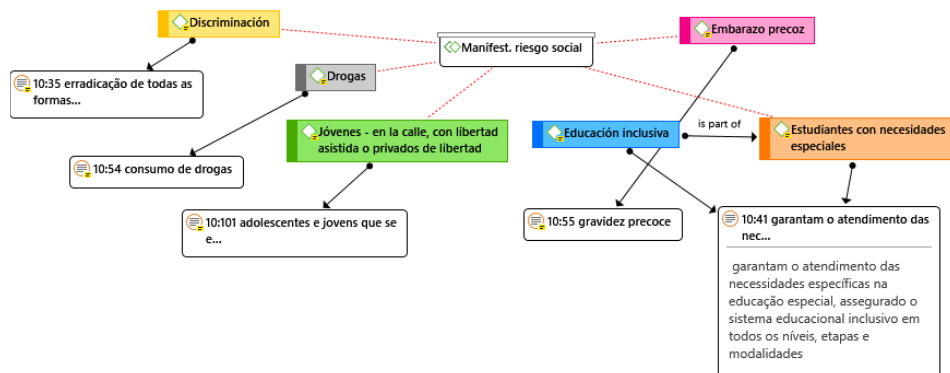 Discriminación
Embarazo precoz
Manifest. riesgo social
10:35 erradicação de todas as
formas...
Drogas
Jóvenes - en la calle, con libertad
asistida o privados de libertad
Educación inclusiva
is part of
Estudiantes con necesidades
especiales
10:54 consumo de drogas
10:101 adolescentes e jovens que se
e...
10:55 gravidez precoce
10:41 garantam o atendimento das
nec...
garantam o atendimento das
necesidades específicas na
educação especial, assegurado o
sistema educacional inclusivo em
todos os níveis, etapas e
modalidades